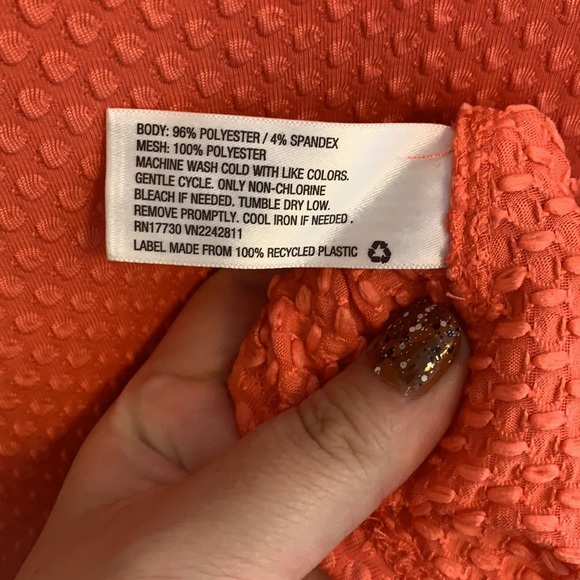 BODY: 96% POLYESTER / 4% SPANDEX
MESH: 100% POLYESTER
MACHINE WASH COLD WITH LIKE COLORS.
GENTLE CYCLE. ONLY NON-CHLORINE
BLEACH IF NEEDED. TUMBLE DRY LOW.
REMOVE PROMPTLY. COOL IRON IF NEEDED .
RN17730 VN2242811
LABEL MADE FROM 100% RECYCLED PLASTIC